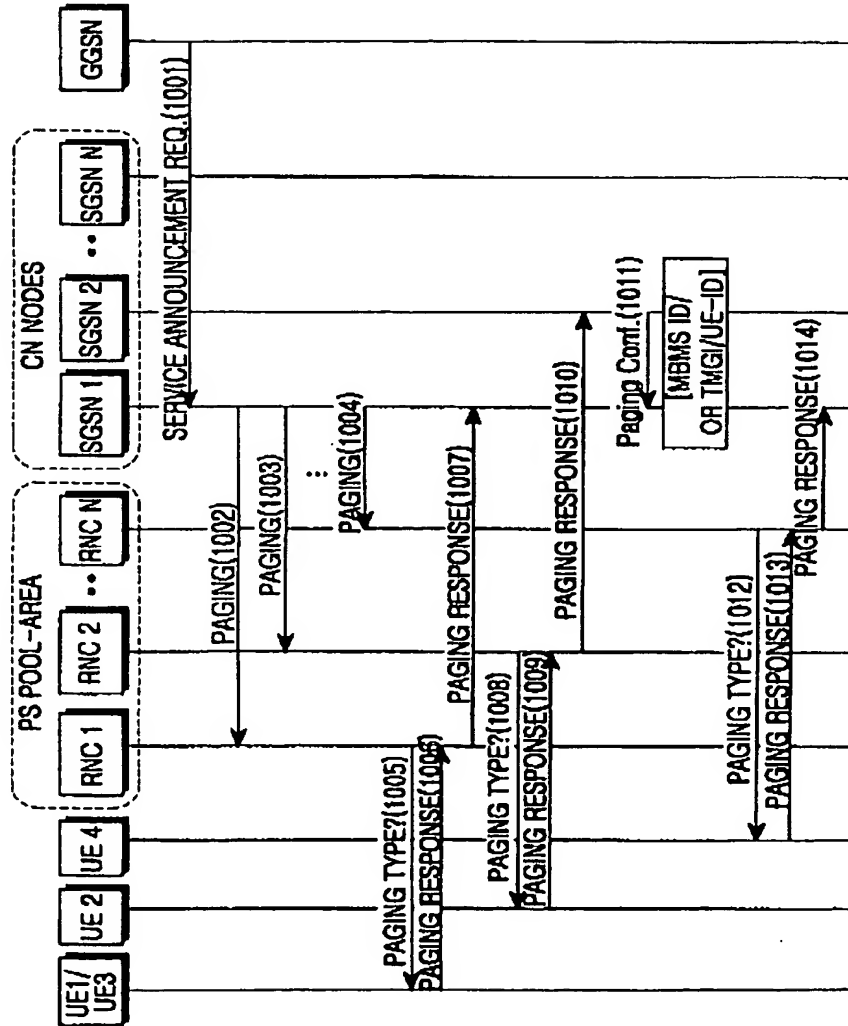 PS POOL-AREA
CN NODES
UE1/
UE3
UE 2
UE 4
RNC 1
RNC 2
••
RNC N
SGSN 1
SGSN 2
••
SGSN N
GGSN
SERVICE ANNOUNCEMENT REQ.(1001)
PAGING(1002)
PAGING(1003)
⋮
PAGING(1004)
PAGING TYPE?(1005)
PAGING RESPONSE(1006)
PAGING RESPONSE(1007)
PAGING TYPE?(1008)
PAGING RESPONSE(1009)
PAGING RESPONSE(1010)
Paging Conf.(1011)
[MBMS ID/
OR TMGI/UE-ID]
PAGING TYPE?(1012)
PAGING RESPONSE(1013)
PAGING RESPONSE(1014)